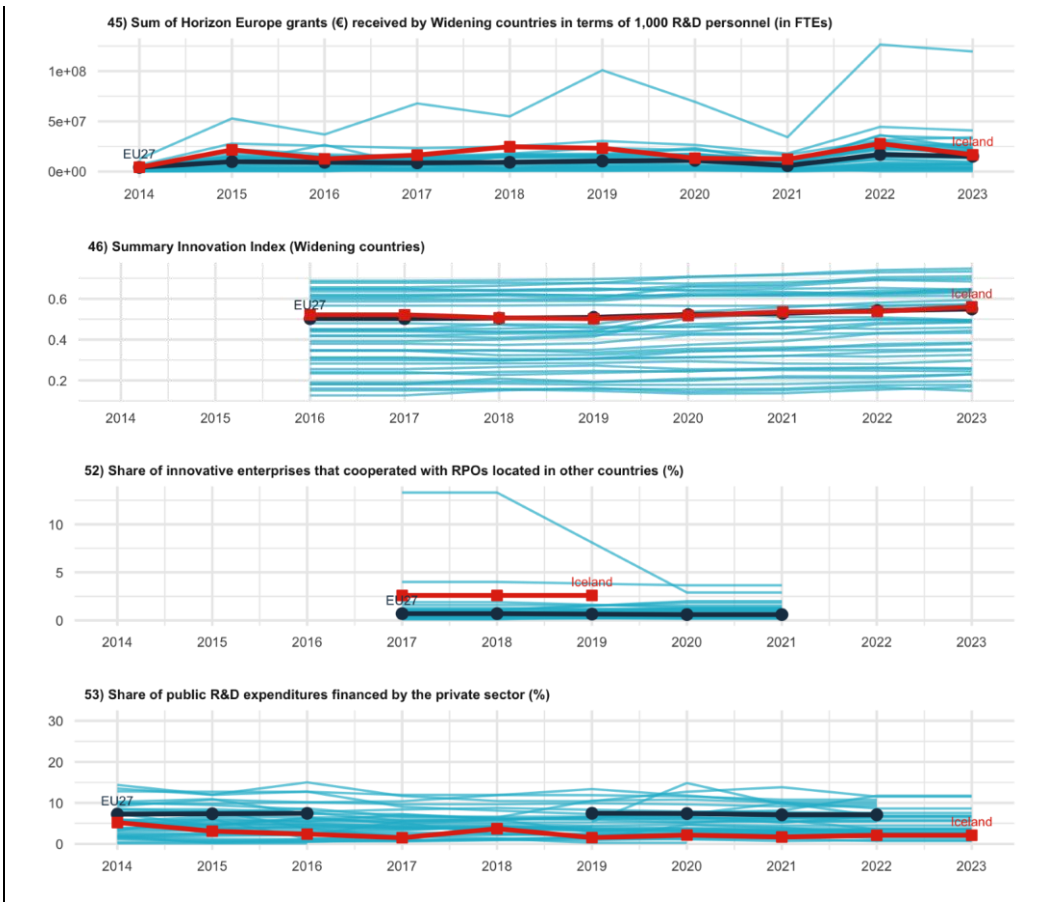 45) Sum of Horizon Europe grants (€) received by Widening countries in terms of 1,000 R&D personnel (in FTEs)
1e+08
5e+07
EU27
Iceland
0e+00
2014 2015 2016 2017 2018 2019 2020 2021 2022 2023
46) Summary Innovation Index (Widening countries)
0.6
EU27
Iceland
0.4
0.2
2014 2015 2016 2017 2018 2019 2020 2021 2022 2023
52) Share of innovative enterprises that cooperated with RPOs located in other countries (%)
10
5
Iceland
EU27
0
2014 2015 2016 2017 2018 2019 2020 2021 2022 2023
53) Share of public R&D expenditures financed by the private sector (%)
30
20
10
EU27
Iceland
0
2014 2015 2016 2017 2018 2019 2020 2021 2022 2023